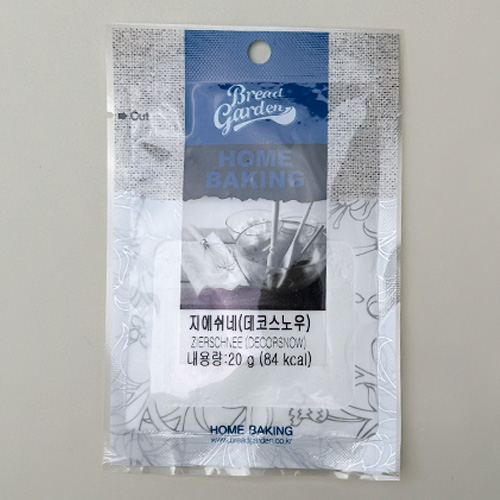 Bread
Garden
Cut
HOME
BAKING
지에쉬네(데코스노우)
ZIERSCHNEE (DECORSNOW)
내용량:20 g (84 kcal)
HOME BAKING
www.breadgarden.co.kr